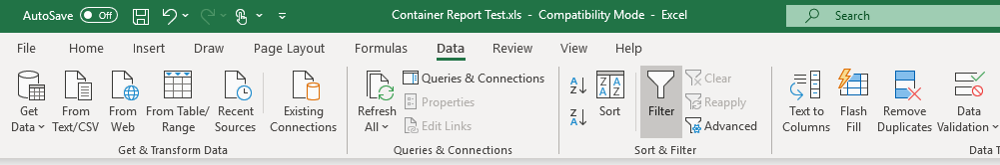 AutoSave Off Container Report Test.xls - Compatibility Mode - Excel Search
File Home Insert Draw Page Layout Formulas Data Review View Help
Get Data
From Text/CSV
From Web
From Table/ Range
Recent Sources
Existing Connections
Get & Transform Data
Refresh All
Queries & Connections
Properties
Edit Links
Queries & Connections
Sort
Filter
Clear
Reapply
Advanced
Sort & Filter
Text to Columns
Flash Fill
Remove Duplicates
Data Validation
Data T